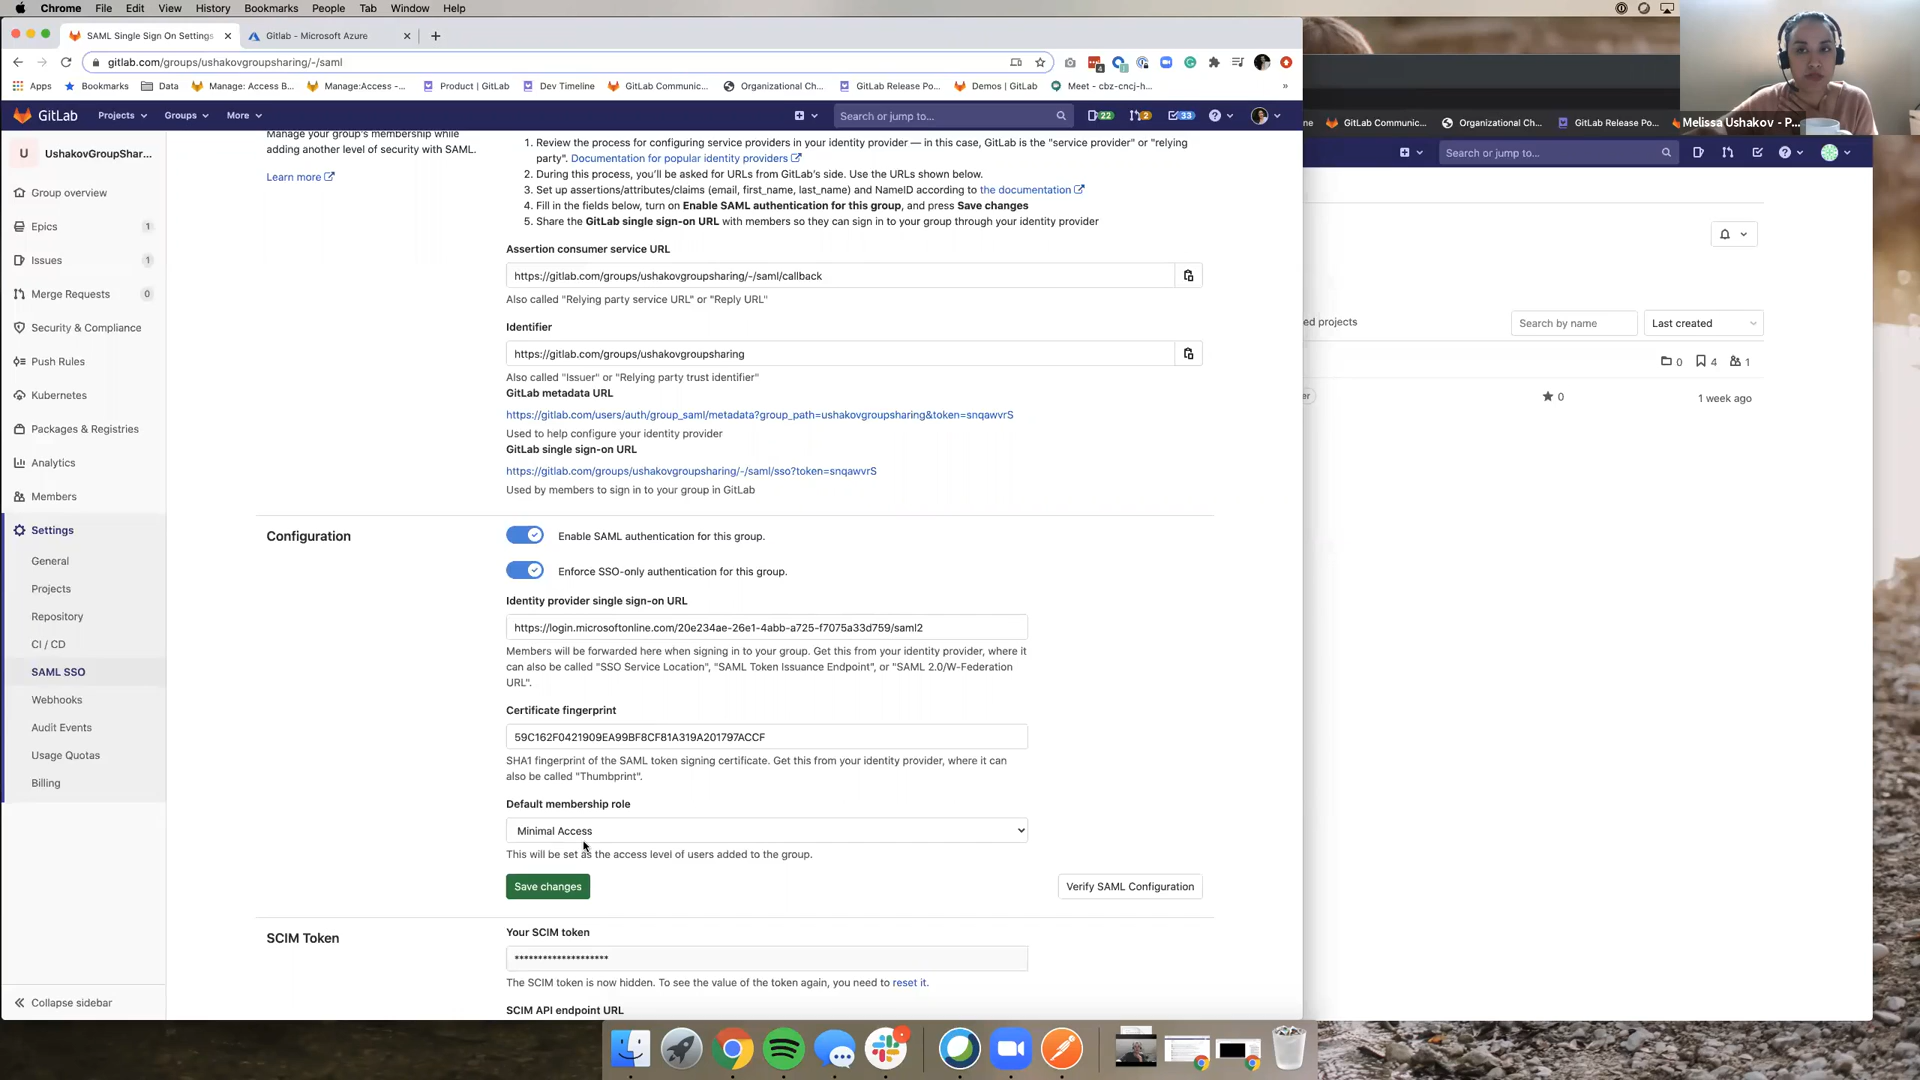 Chrome File Edit View History Bookmarks People Tab Window Help
SAML Single Sign On Settings
Gitlab - Microsoft Azure
gitlab.com/groups/ushakovgroupsharing/-/saml
Apps Bookmarks Data Manage: Access B... Manage:Access -... Product | GitLab Dev Timeline GitLab Communic... Organizational Ch... GitLab Release Po... Demos | GitLab Meet - cbz-cncj-h... »
GitLab Projects Groups More Search or jump to... 22 2 33
U UshakovGroupShar...
Group overview
Epics 1
Issues 1
Merge Requests 0
Security & Compliance
Push Rules
Kubernetes
Packages & Registries
Analytics
Members
Settings
General
Projects
Repository
CI / CD
SAML SSO
Webhooks
Audit Events
Usage Quotas
Billing
Collapse sidebar
Manage your group's membership while
adding another level of security with SAML.
Learn more
1. Review the process for configuring service providers in your identity provider — in this case, GitLab is the "service provider" or "relying
party". Documentation for popular identity providers
2. During this process, you'll be asked for URLs from GitLab's side. Use the URLs shown below.
3. Set up assertions/attributes/claims (email, first_name, last_name) and NameID according to the documentation
4. Fill in the fields below, turn on Enable SAML authentication for this group, and press Save changes
5. Share the GitLab single sign-on URL with members so they can sign in to your group through your identity provider
Assertion consumer service URL
https://gitlab.com/groups/ushakovgroupsharing/-/saml/callback
Also called "Relying party service URL" or "Reply URL"
Identifier
https://gitlab.com/groups/ushakovgroupsharing
Also called "Issuer" or "Relying party trust identifier"
GitLab metadata URL
https://gitlab.com/users/auth/group_saml/metadata?group_path=ushakovgroupsharing&token=snqawvrS
Used to help configure your identity provider
GitLab single sign-on URL
https://gitlab.com/groups/ushakovgroupsharing/-/saml/sso?token=snqawvrS
Used by members to sign in to your group in GitLab
Configuration
Enable SAML authentication for this group.
Enforce SSO-only authentication for this group.
Identity provider single sign-on URL
https://login.microsoftonline.com/20e234ae-26e1-4abb-a725-f7075a33d759/saml2
Members will be forwarded here when signing in to your group. Get this from your identity provider, where it
can also be called "SSO Service Location", "SAML Token Issuance Endpoint", or "SAML 2.0/W-Federation
URL".
Certificate fingerprint
59C162F0421909EA99BF8CF81A319A201797ACCF
SHA1 fingerprint of the SAML token signing certificate. Get this from your identity provider, where it can
also be called "Thumbprint".
Default membership role
Minimal Access
This will be set as the access level of users added to the group.
Save changes
Verify SAML Configuration
SCIM Token
Your SCIM token
********************
The SCIM token is now hidden. To see the value of the token again, you need to reset it.
SCIM API endpoint URL
Melissa Ushakov - P...
me GitLab Communic... Organizational Ch... GitLab Release Po...
Search or jump to...
ed projects
Search by name
Last created
0 4 1
er
0
1 week ago